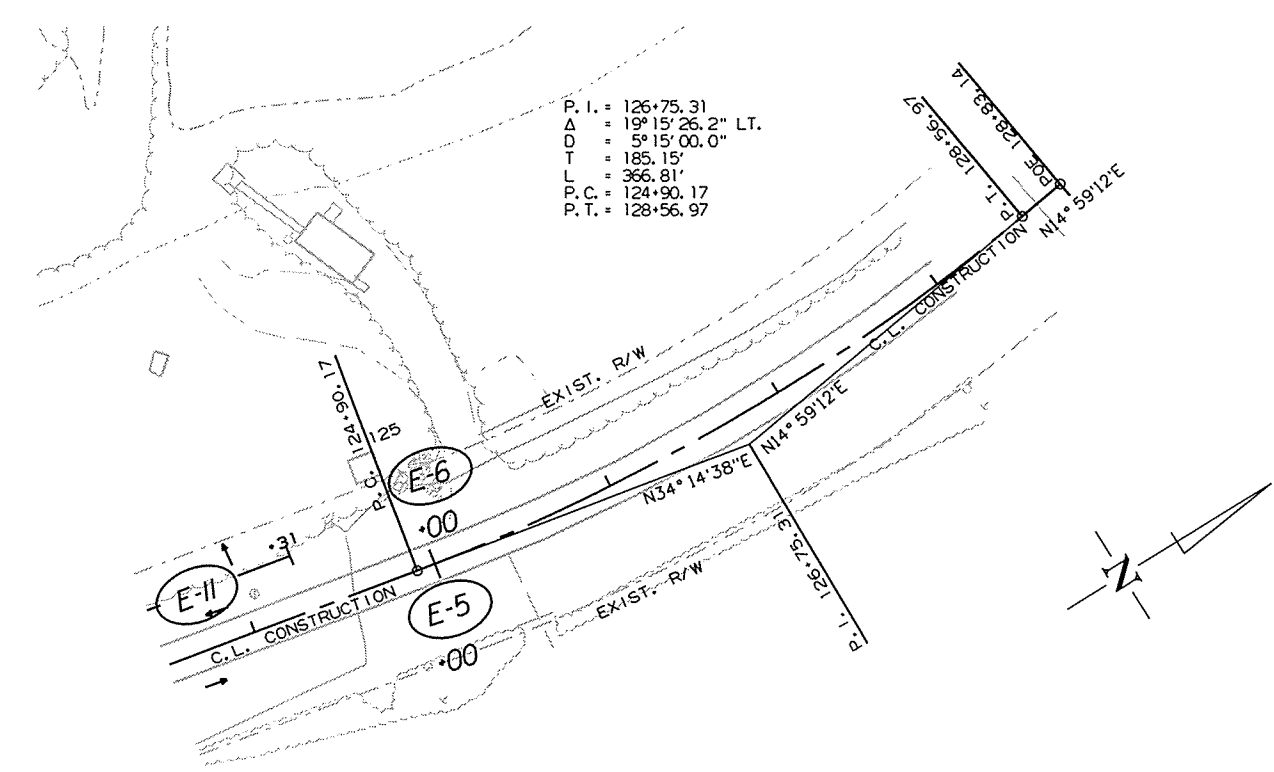 P. I. = 126+75. 31
Δ = 19° 15' 26. 2" LT.
D = 5° 15' 00. 0"
T = 185. 15'
L = 366. 81'
P. C. = 124+90. 17
P. T. = 128+56. 97
POE 128+83. 14
P. T. 128+56. 97
N14° 59'12"E
C. L. CONSTRUCTION
EXIST. R/W
N14° 59'12"E
N34° 14'38"E
P. C. 124+90. 17
125
E-6
+00
+31
E-11
C. L. CONSTRUCTION
E-5
+00
EXIST. R/W
P. I. 126+75. 31
N